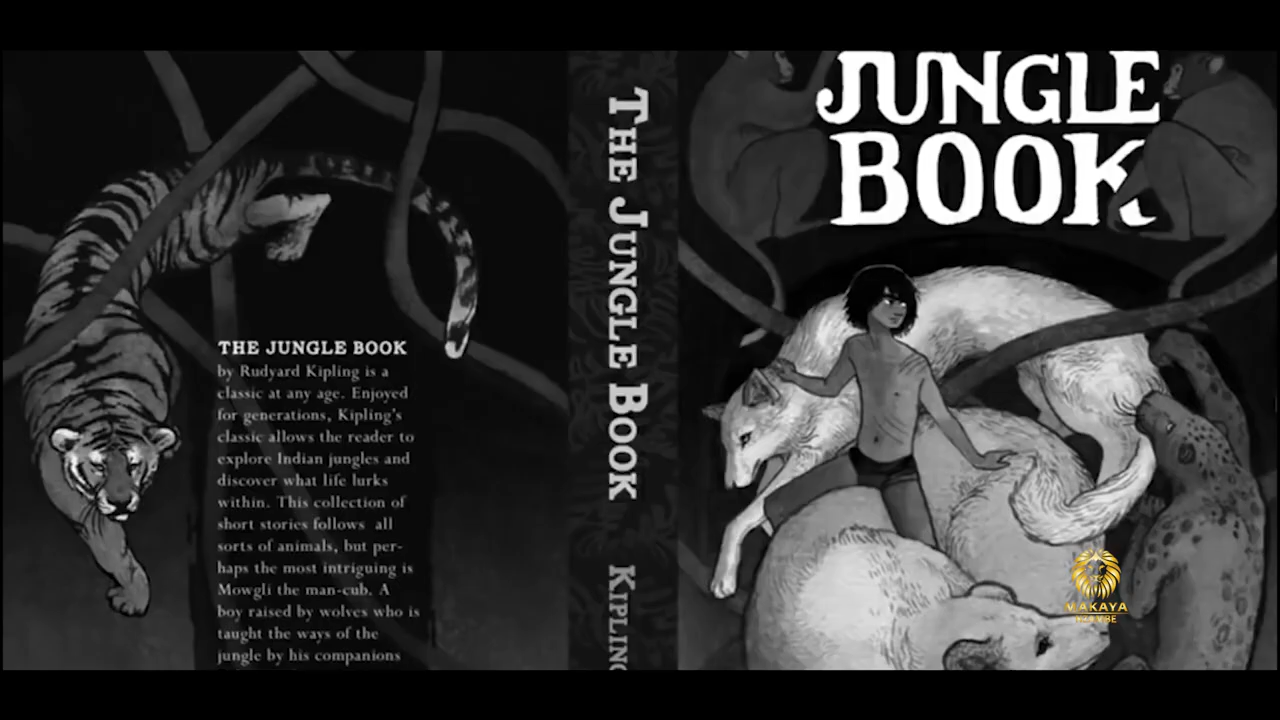 THE JUNGLE BOOK
by Rudyard Kipling is a
classic at any age. Enjoyed
for generations, Kipling's
classic allows the reader to
explore Indian jungles and
discover what life lurks
within. This collection of
short stories follows all
sorts of animals, but per-
haps the most intriguing is
Mowgli the man-cub. A
boy raised by wolves who is
taught the ways of the
jungle by his companions
THE JUNGLE BOOK KIPLING
JUNGLE
BOOK
MAKAYA